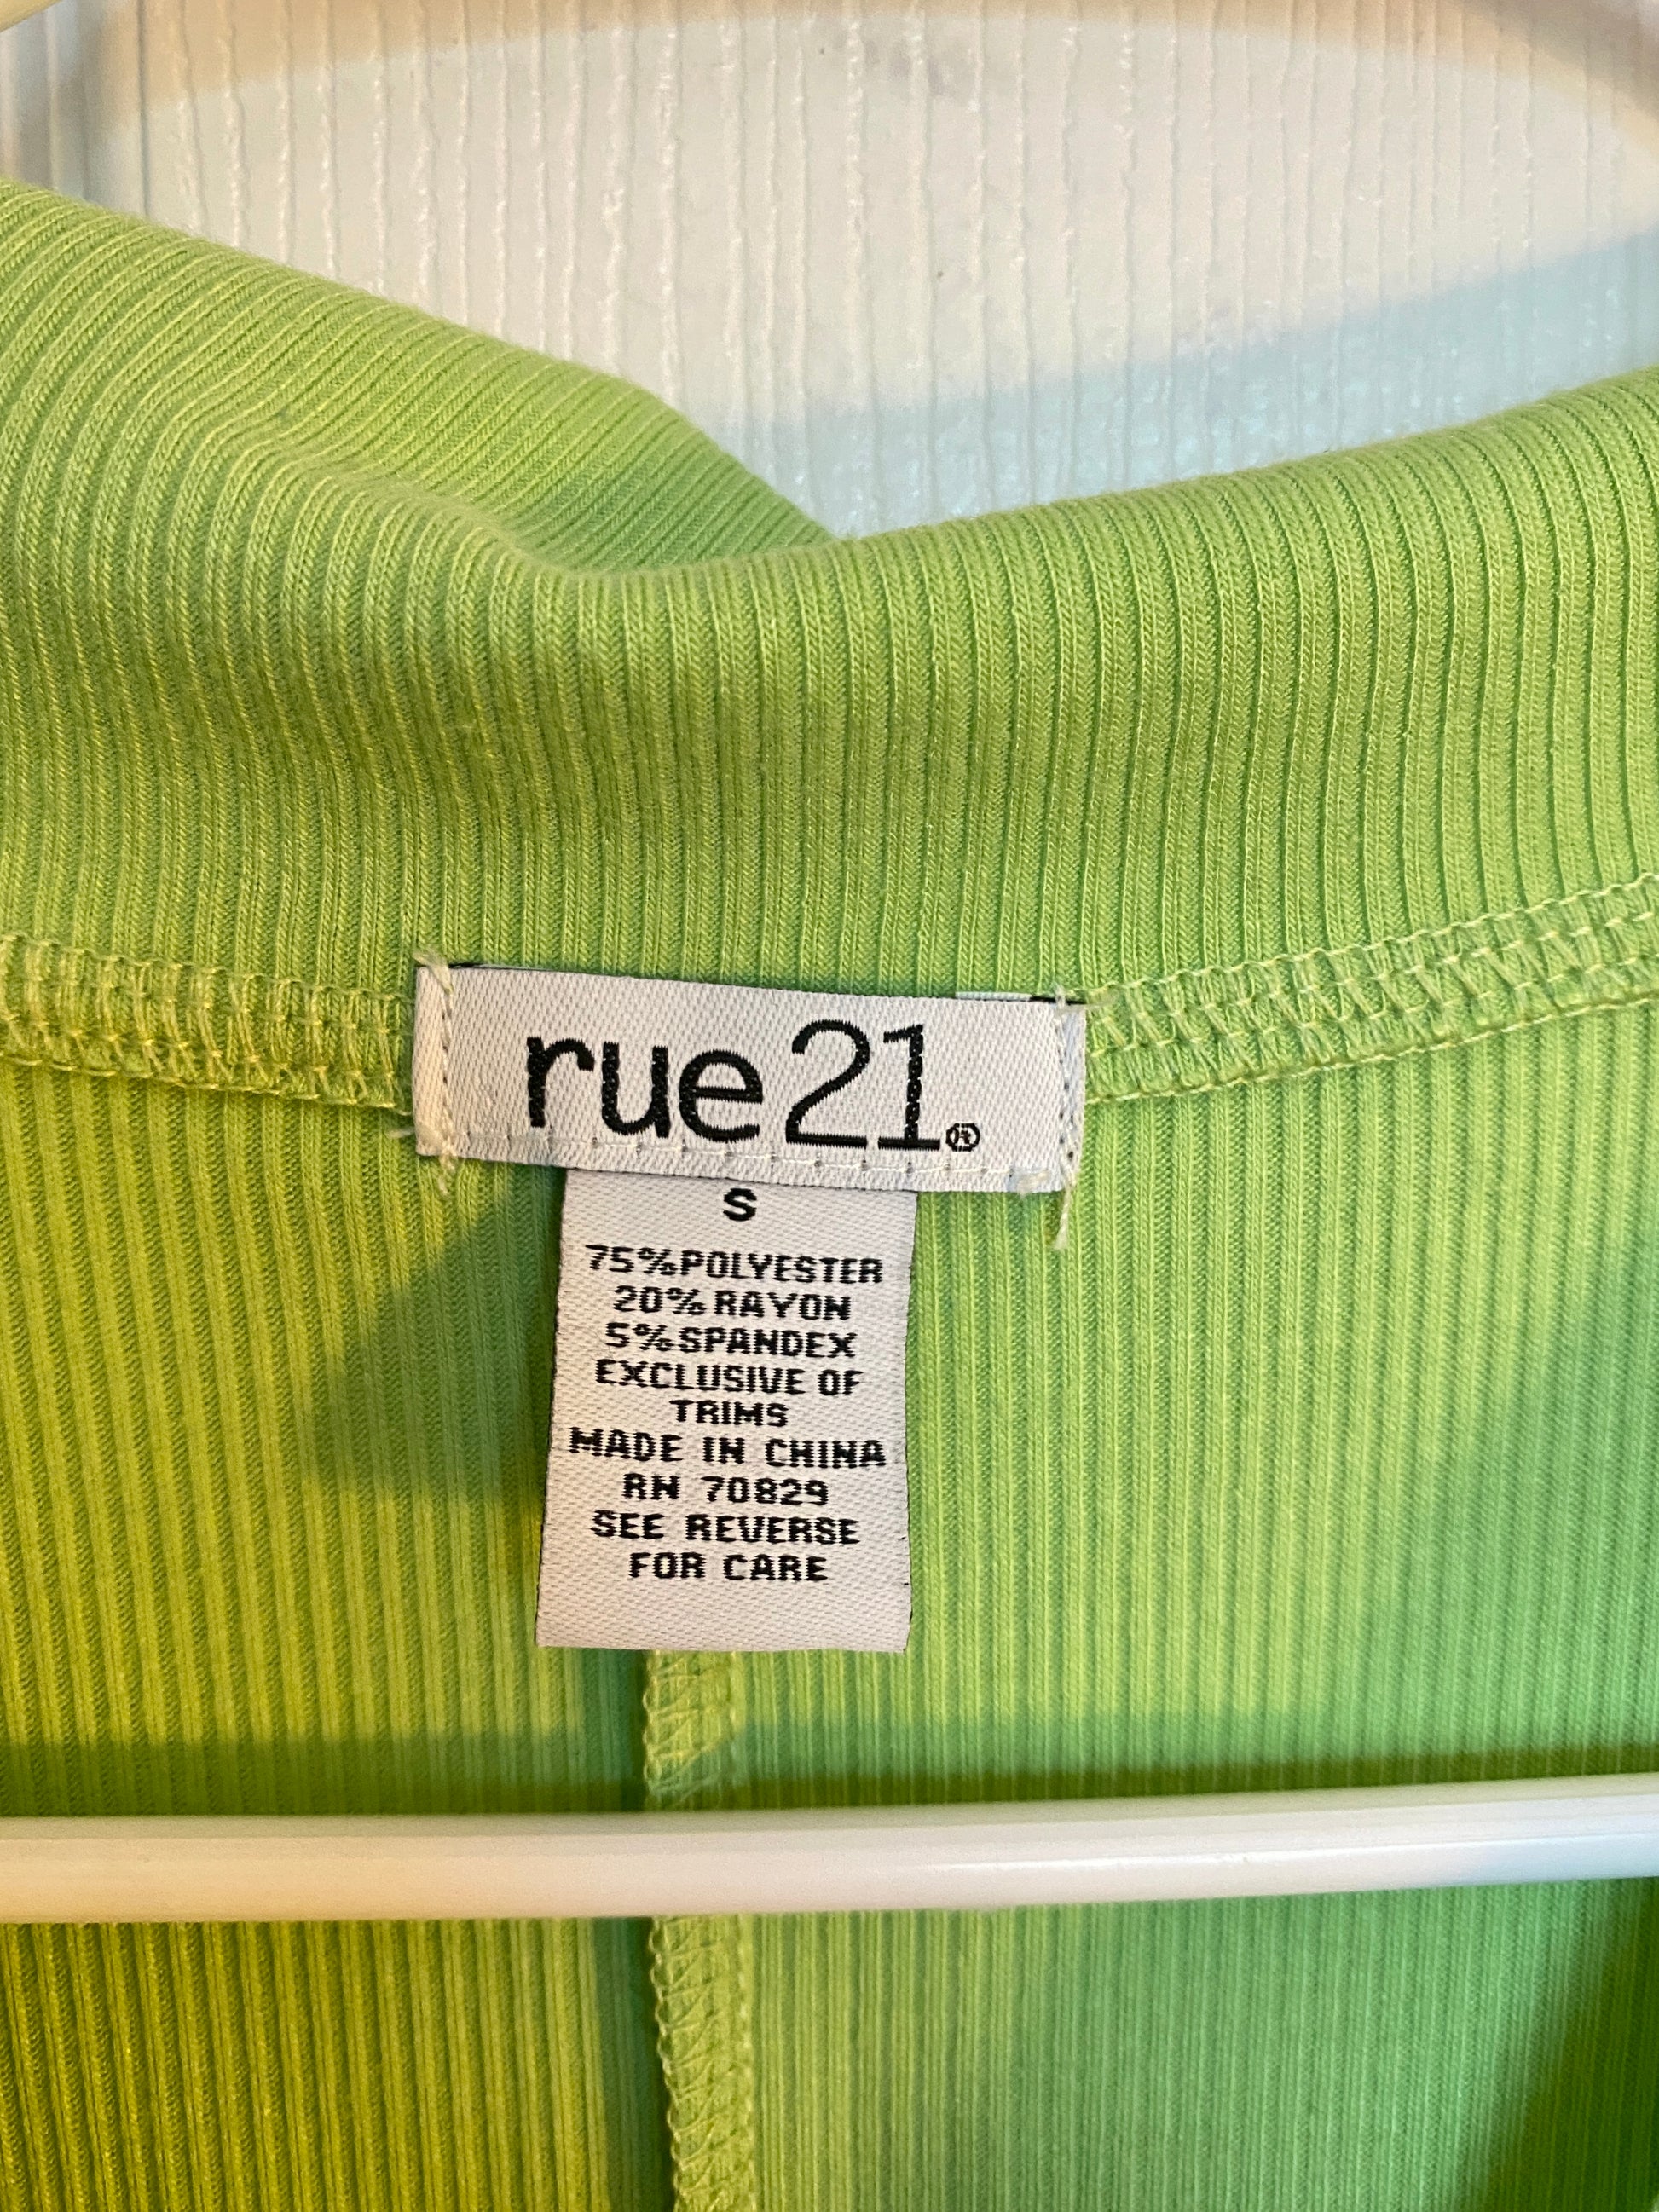 rue21®
S
75% POLYESTER
20% RAYON
5% SPANDEX
EXCLUSIVE OF
TRIMS
MADE IN CHINA
RN 70829
SEE REVERSE
FOR CARE